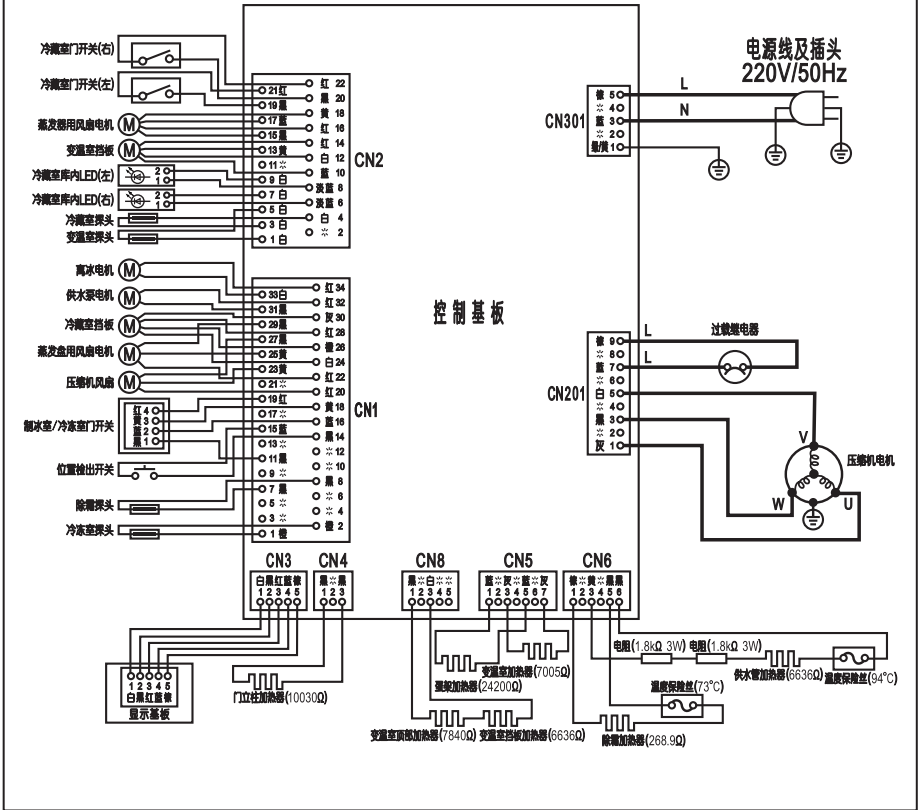 电源线及插头
220V/50Hz
控制基板
冷藏室门开关(右)
冷藏室门开关(左)
蒸发器用风扇电机 M
变温室挡板 M
冷藏室库内LED(左) 2 1
冷藏室库内LED(右) 2 1
冷藏室探头
变温室探头
红 22
21 红
黑 20
19 黑
黄 18
17 蓝
红 16
15 黑
红 14
13 黄
白 12
11
蓝 10
9 白
淡蓝 8
7 白
淡蓝 6
5 白
白 4
3 白
2
1 白
CN2
离冰电机 M
供水泵电机 M
冷藏室挡板 M
蒸发盘用风扇电机 M
压缩机风扇 M
制冰室/冷冻室门开关
红 4
黄 3
蓝 2
黑 1
位置检出开关
除霜探头
冷冻室探头
红 34
33 白
红 32
31 黑
灰 30
29 黑
红 28
27 黑
橙 26
25 黄
白 24
23 黄
红 22
21
红 20
19 红
黄 18
17
蓝 16
15 蓝
黑 14
13
12
11 黑
10
9
黑 8
7 黑
6
5
4
3
橙 2
1 橙
CN1
CN301
棕 5
4
蓝 3
2
绿/黄 1
L
N
CN201
棕 9
8
蓝 7
6
白 5
4
黑 3
2
灰 1
L
L
过载继电器
V
W
U
压缩机电机
CN3
白黑红蓝棕
1 2 3 4 5
CN4
黑 黑
1 2 3
CN8
黑 白
1 2 3 4 5
CN5
蓝 灰 蓝 灰
1 2 3 4 5 6 7
CN6
棕 黄 黑黑
1 2 3 4 5 6
1 2 3 4 5
白黑红蓝棕
显示基板
门立柱加热器(10030Ω)
变温室加热器(7005Ω)
蛋架加热器(24200Ω)
变温室顶部加热器(7840Ω)
变温室挡板加热器(6636Ω)
电阻(1.8kΩ 3W)
电阻(1.8kΩ 3W)
供水管加热器(6636Ω)
温度保险丝(94°C)
温度保险丝(73°C)
除霜加热器(268.9Ω)